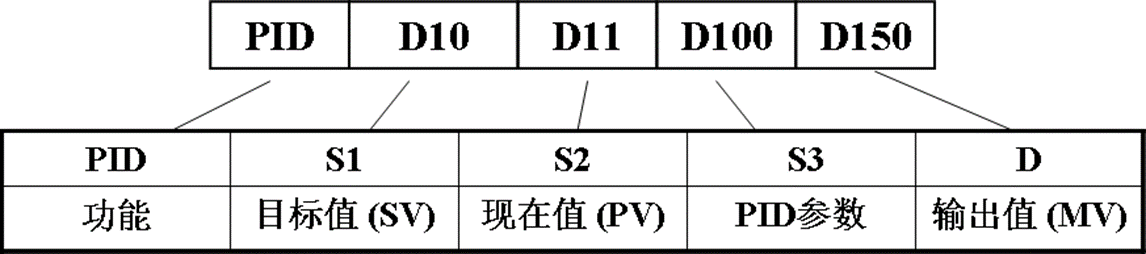 PID D10 D11 D100 D150
PID S1 S2 S3 D
功能 目标值(SV) 现在值(PV) PID参数 输出值(MV)